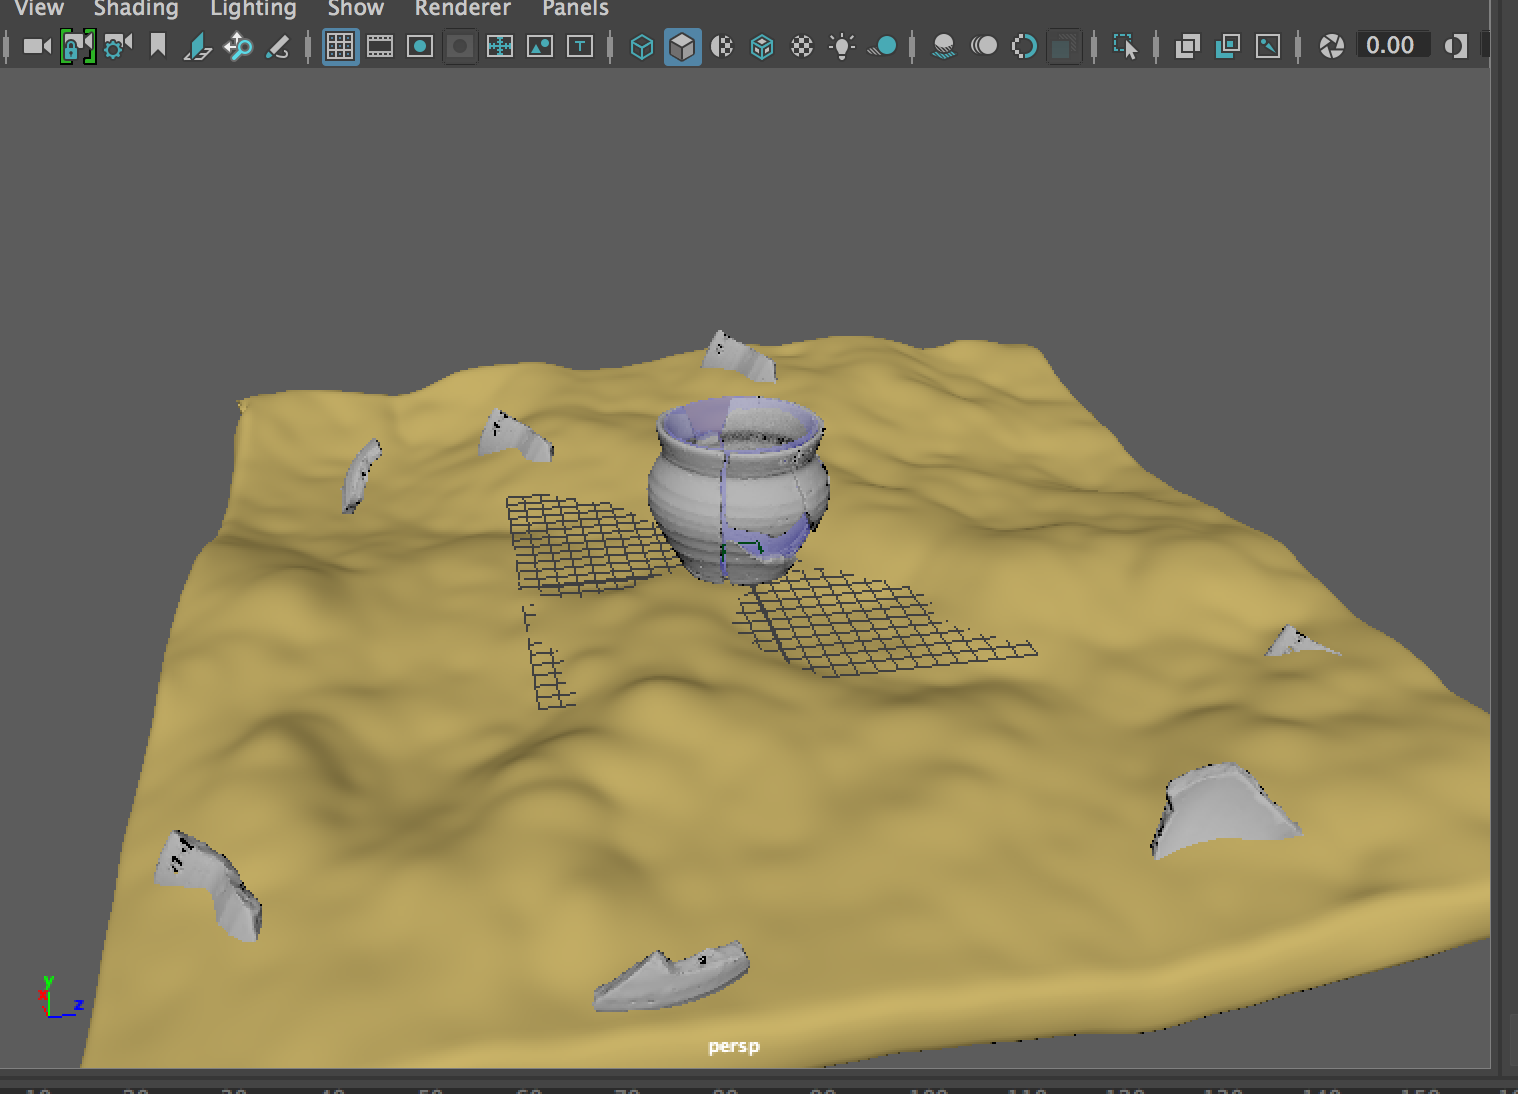 View Shading Lighting Show Renderer Panels
T 0.00
y
x
z
persp